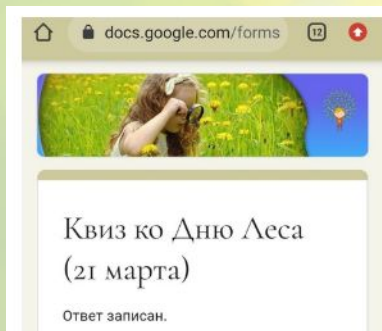 docs.google.com/forms
12
Квиз ко Дню Леса
(21 марта)
Ответ записан.